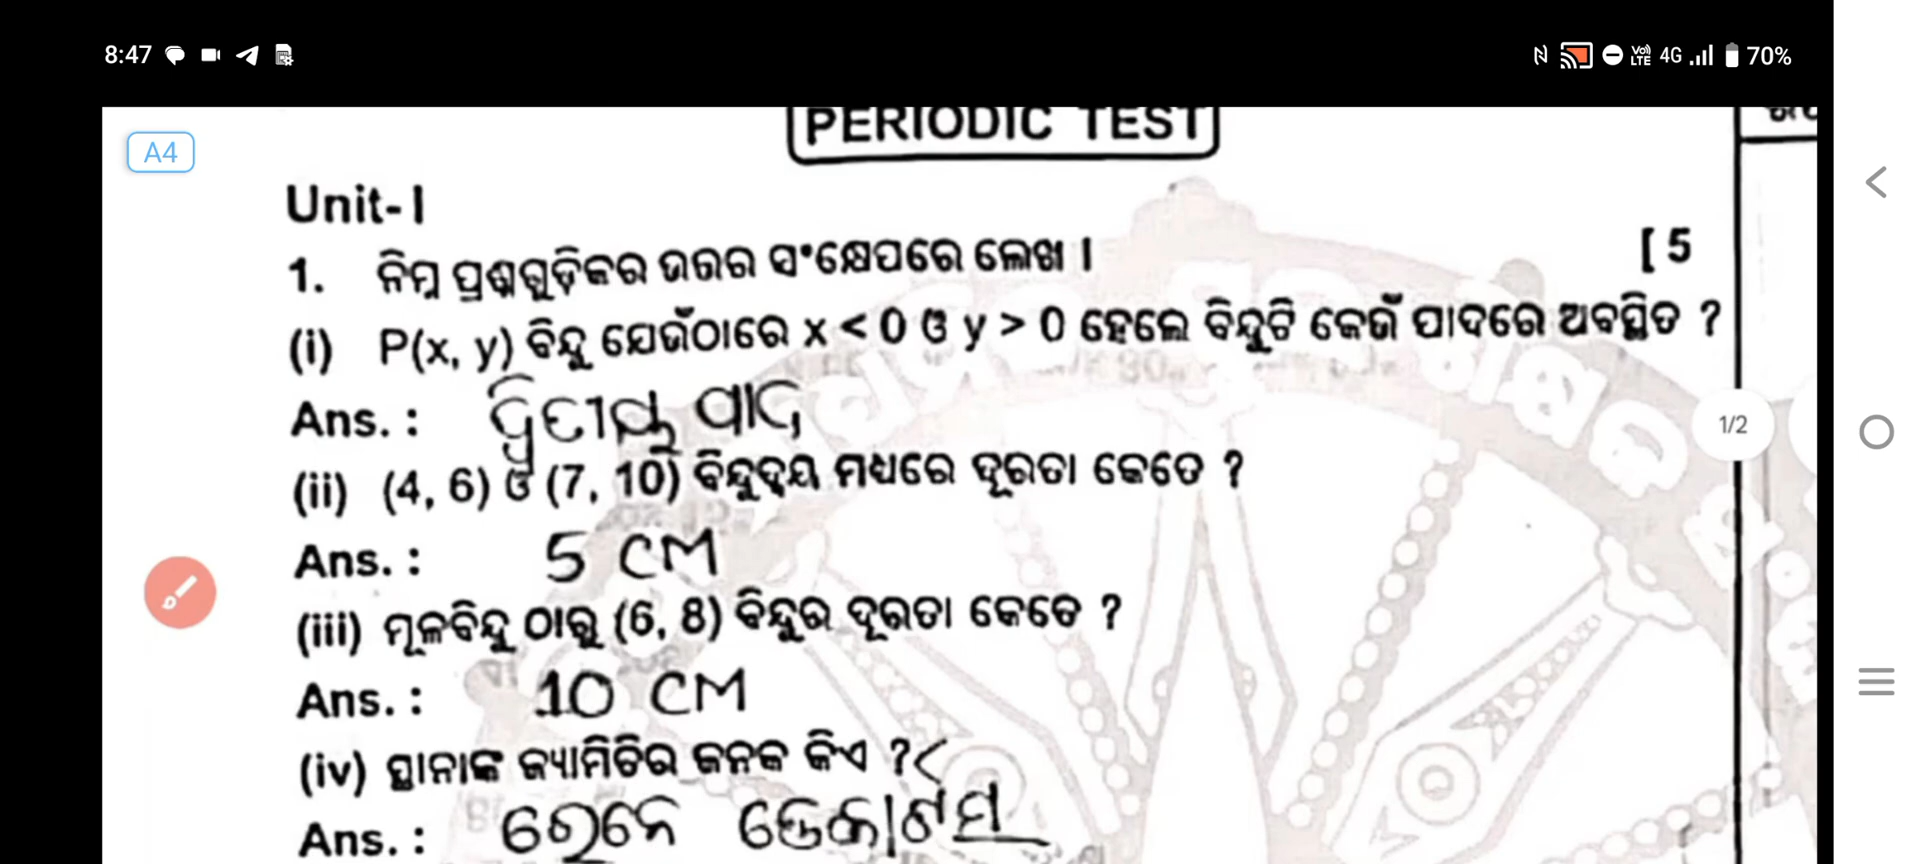 8:47
4G 70%
PERIODIC TEST
A4
Unit-I
1. ନିମ୍ନ ପ୍ରଶ୍ନଗୁଡ଼ିକର ଉତ୍ତର ସଂକ୍ଷେପରେ ଲେଖ । [ 5
(i) P(x, y) ବିନ୍ଦୁ ଯେଉଁଠାରେ x < 0 ଓ y > 0 ହେଲେ ବିନ୍ଦୁଟି କେଉଁ ପାଦରେ ଅବସ୍ଥିତ ?
Ans. : ଦ୍ୱିତୀୟ ପାଦ
1/2
(ii) (4, 6) ଓ (7, 10) ବିନ୍ଦୁଦ୍ୱୟ ମଧ୍ୟରେ ଦୂରତା କେତେ ?
Ans. : 5 CM
(iii) ମୂଳବିନ୍ଦୁ ଠାରୁ (6, 8) ବିନ୍ଦୁର ଦୂରତା କେତେ ?
Ans. : 10 CM
(iv) ସ୍ଥାନାଙ୍କ ଜ୍ୟାମିତିର ଜନକ କିଏ ?
Ans. : ରେନେ